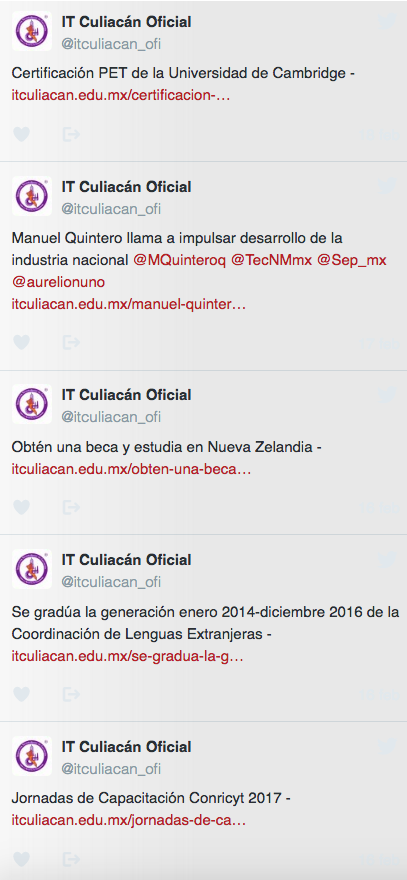 IT Culiacán Oficial
@itculiacan_ofi
Certificación PET de la Universidad de Cambridge -
itculiacan.edu.mx/certificacion-…
IT Culiacán Oficial
@itculiacan_ofi
Manuel Quintero llama a impulsar desarrollo de la
industria nacional @MQuinteroq @TecNMmx @Sep_mx
@aurelionuno
itculiacan.edu.mx/manuel-quinter…
IT Culiacán Oficial
@itculiacan_ofi
Obtén una beca y estudia en Nueva Zelandia -
itculiacan.edu.mx/obten-una-beca…
IT Culiacán Oficial
@itculiacan_ofi
Se gradúa la generación enero 2014-diciembre 2016 de la
Coordinación de Lenguas Extranjeras -
itculiacan.edu.mx/se-gradua-la-g…
IT Culiacán Oficial
@itculiacan_ofi
Jornadas de Capacitación Conricyt 2017 -
itculiacan.edu.mx/jornadas-de-ca…